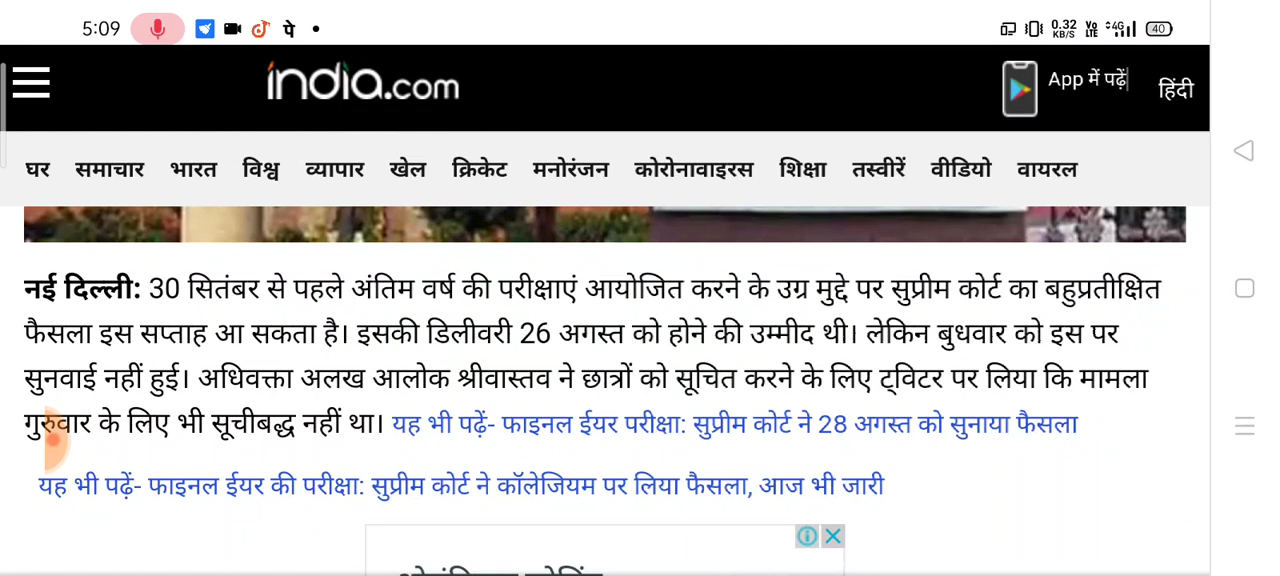 5:09 पे 0.32 KB/S Vo LTE 4G 40
india.com App में पढ़ें हिंदी
घर समाचार भारत विश्व व्यापार खेल क्रिकेट मनोरंजन कोरोनावाइरस शिक्षा तस्वीरें वीडियो वायरल
नई दिल्ली: 30 सितंबर से पहले अंतिम वर्ष की परीक्षाएं आयोजित करने के उग्र मुद्दे पर सुप्रीम कोर्ट का बहुप्रतीक्षित
फैसला इस सप्ताह आ सकता है। इसकी डिलीवरी 26 अगस्त को होने की उम्मीद थी। लेकिन बुधवार को इस पर
सुनवाई नहीं हुई। अधिवक्ता अलख आलोक श्रीवास्तव ने छात्रों को सूचित करने के लिए ट्विटर पर लिया कि मामला
गुरुवार के लिए भी सूचीबद्ध नहीं था। यह भी पढ़ें- फाइनल ईयर परीक्षा: सुप्रीम कोर्ट ने 28 अगस्त को सुनाया फैसला
यह भी पढ़ें- फाइनल ईयर की परीक्षा: सुप्रीम कोर्ट ने कॉलेजियम पर लिया फैसला, आज भी जारी